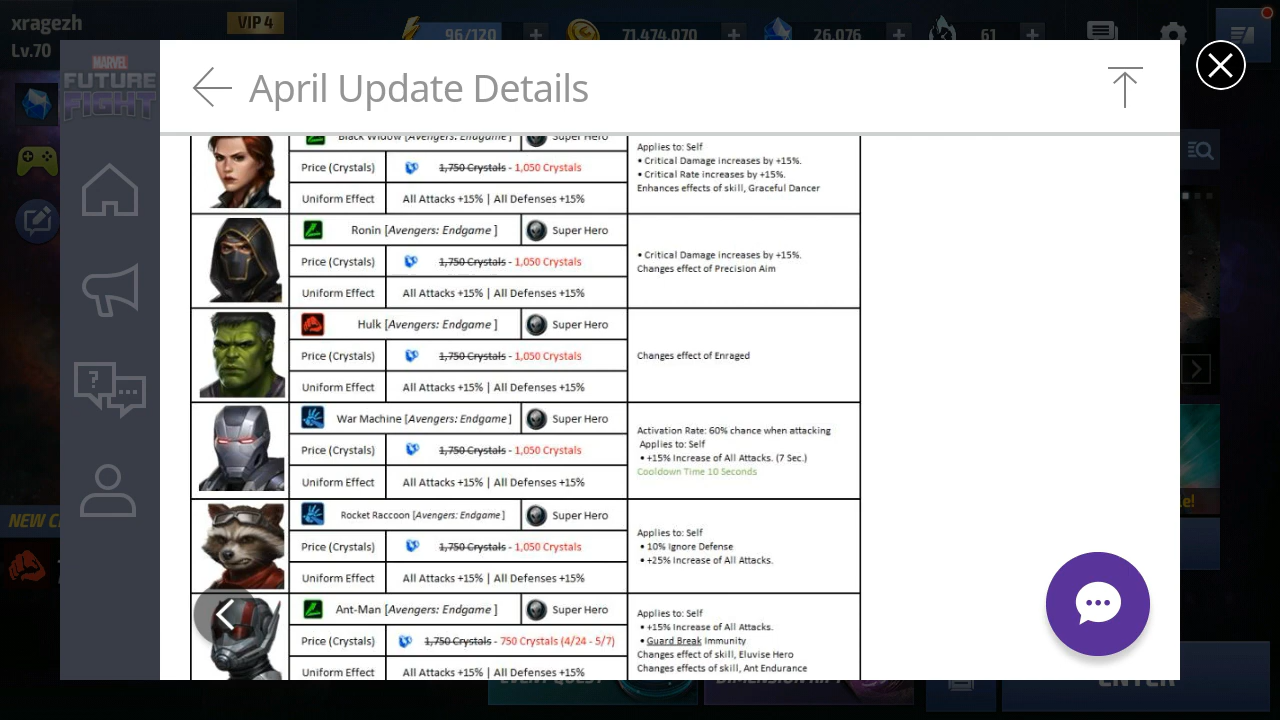 xragezh
VIP 4
Lv.70
96/120
71,474,070
26,076
61
MARVEL
FUTURE
FIGHT
April Update Details
Black Widow [Avengers: Endgame ]
Super Hero
Price (Crystals)
1,750 Crystals - 1,050 Crystals
Uniform Effect
All Attacks +15% | All Defenses +15%
Applies to: Self
• Critical Damage increases by +15%.
• Critical Rate increases by +15%.
Enhances effects of skill, Graceful Dancer
Ronin [Avengers: Endgame ]
Super Hero
Price (Crystals)
1,750 Crystals - 1,050 Crystals
Uniform Effect
All Attacks +15% | All Defenses +15%
• Critical Damage increases by +15%.
Changes effect of Precision Aim
Hulk [Avengers: Endgame ]
Super Hero
Price (Crystals)
1,750 Crystals - 1,050 Crystals
Uniform Effect
All Attacks +15% | All Defenses +15%
Changes effect of Enraged
War Machine [Avengers: Endgame ]
Super Hero
Price (Crystals)
1,750 Crystals - 1,050 Crystals
Uniform Effect
All Attacks +15% | All Defenses +15%
Activation Rate: 60% chance when attacking
Applies to: Self
• +15% Increase of All Attacks. (7 Sec.)
Cooldown Time 10 Seconds
Rocket Raccoon [Avengers: Endgame ]
Super Hero
Price (Crystals)
1,750 Crystals - 1,050 Crystals
Uniform Effect
All Attacks +15% | All Defenses +15%
Applies to: Self
• 10% Ignore Defense
• +25% Increase of All Attacks.
Ant-Man [Avengers: Endgame ]
Super Hero
Price (Crystals)
1,750 Crystals - 750 Crystals (4/24 - 5/7)
Uniform Effect
All Attacks +15% | All Defenses +15%
Applies to: Self
• +15% Increase of All Attacks.
• Guard Break Immunity
Changes effect of skill, Eluvise Hero
Changes effects of skill, Ant Endurance
NEW C
e!
EVENT QUEST
DIMENSION RIFT
ENTER